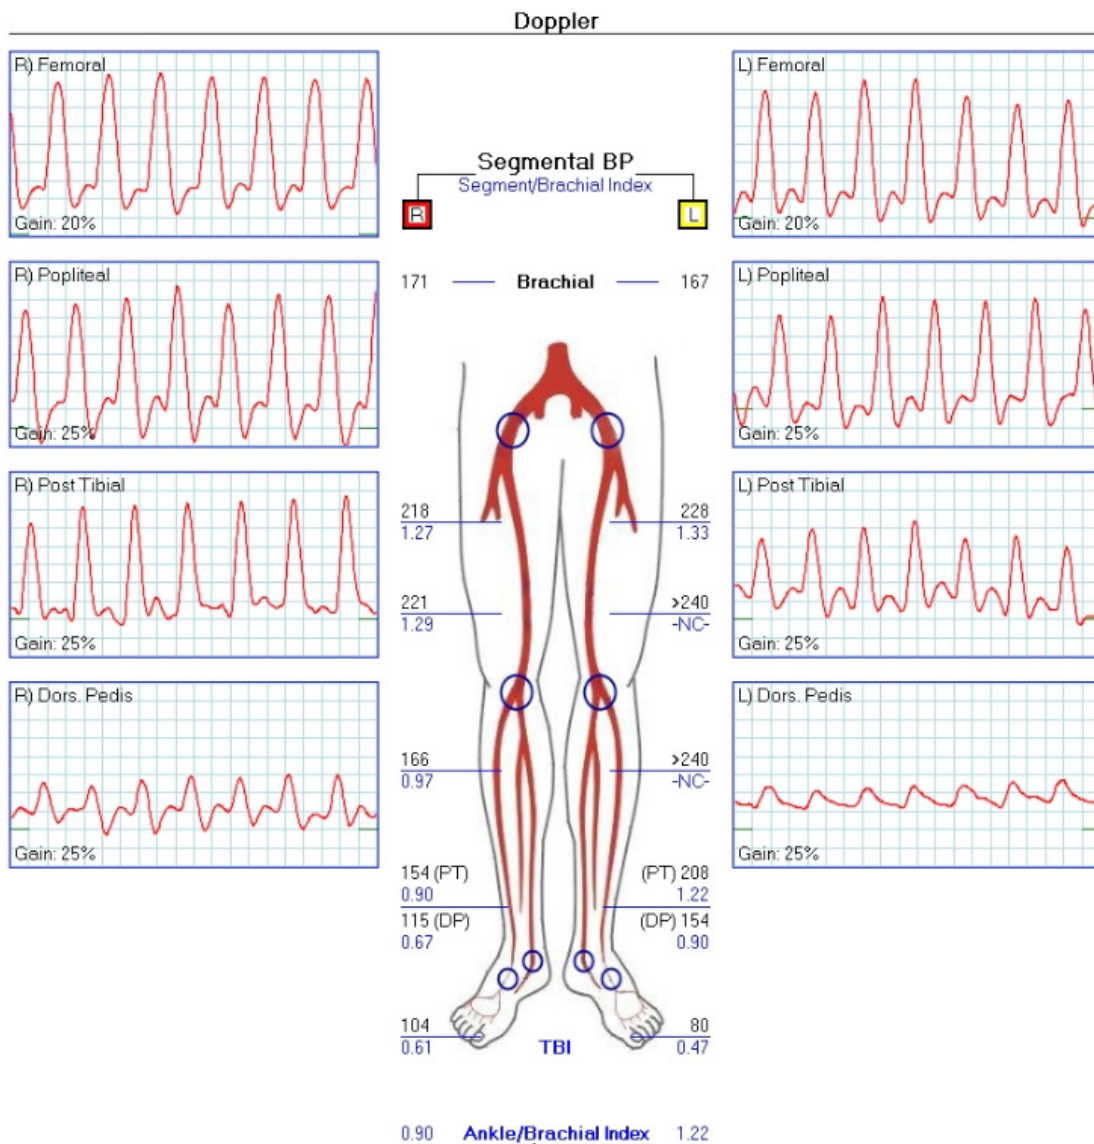 Doppler
R) Femoral
Gain: 20%
L) Femoral
Gain: 20%
Segmental BP
Segment/Brachial Index
R
L
R) Popliteal
Gain: 25%
171 Brachial 167
L) Popliteal
Gain: 25%
R) Post Tibial
Gain: 25%
218
1.27
228
1.33
L) Post Tibial
Gain: 25%
221
1.29
>240
-NC-
R) Dors. Pedis
Gain: 25%
166
0.97
>240
-NC-
L) Dors. Pedis
Gain: 25%
154 (PT)
0.90
115 (DP)
0.67
(PT) 208
1.22
(DP) 154
0.90
104
0.61
TBI
80
0.47
0.90 Ankle/Brachial Index 1.22